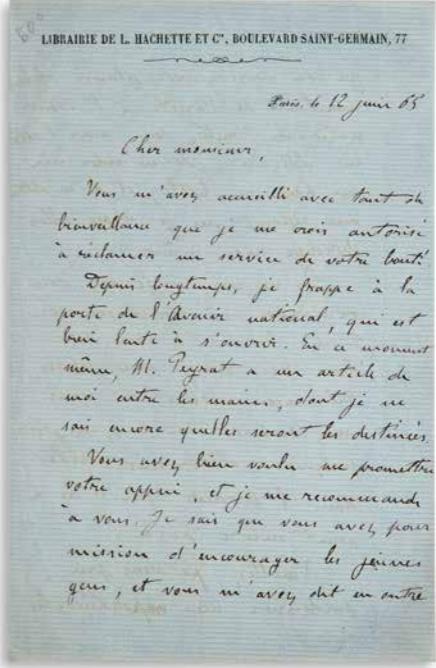 LIBRAIRIE DE L. HACHETTE ET Cie, BOULEVARD SAINT-GERMAIN, 77
Paris, le 12 juin 65
Cher monsieur,
Vous m'avez accueilli avec tant de
bienveillance que je me crois autorisé
à réclamer un service de votre bonté.
Depuis longtemps, je frappe à la
porte de l'Avenir national, qui est
bien lente à s'ouvrir. En ce moment
même, M. Peyrat a un article de
moi entre les mains, dont je ne
sais encore quelles seront les destinées.
Vous avez bien voulu me promettre
votre appui, et je me recommande
à vous. Je sais que vous avez pour
mission d'encourager les jeunes
gens, et vous m'avez dit en outre